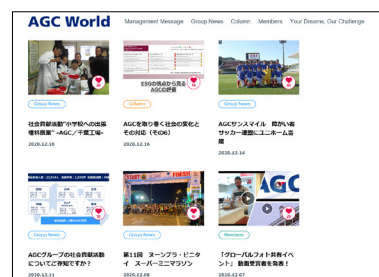 AGC World
Management Message Group News Column Members Your Dreams, Our Challenge
ESGの視点から見る
AGCの評価
Group News
Column
Group News
社会貢献活動“小学校への出張
理科授業” -AGC／千葉工場-
AGCを取り巻く社会の変化と
その対応（その6）
AGCサンスマイル 障がい者
サッカー連盟にユニホーム寄
贈
2020.12.18
2020.12.16
2020.12.14
START
FINISH
AGC
Group News
Group News
Members
AGCグループの社会貢献活動
についてご存知ですか？
第11回 ヌーンプラ・ピニタ
イ スーパーミニマラソン
「グローバルフォト共有イベ
ント」 動画受賞者を発表！
2020.12.11
2020.12.08
2020.12.07